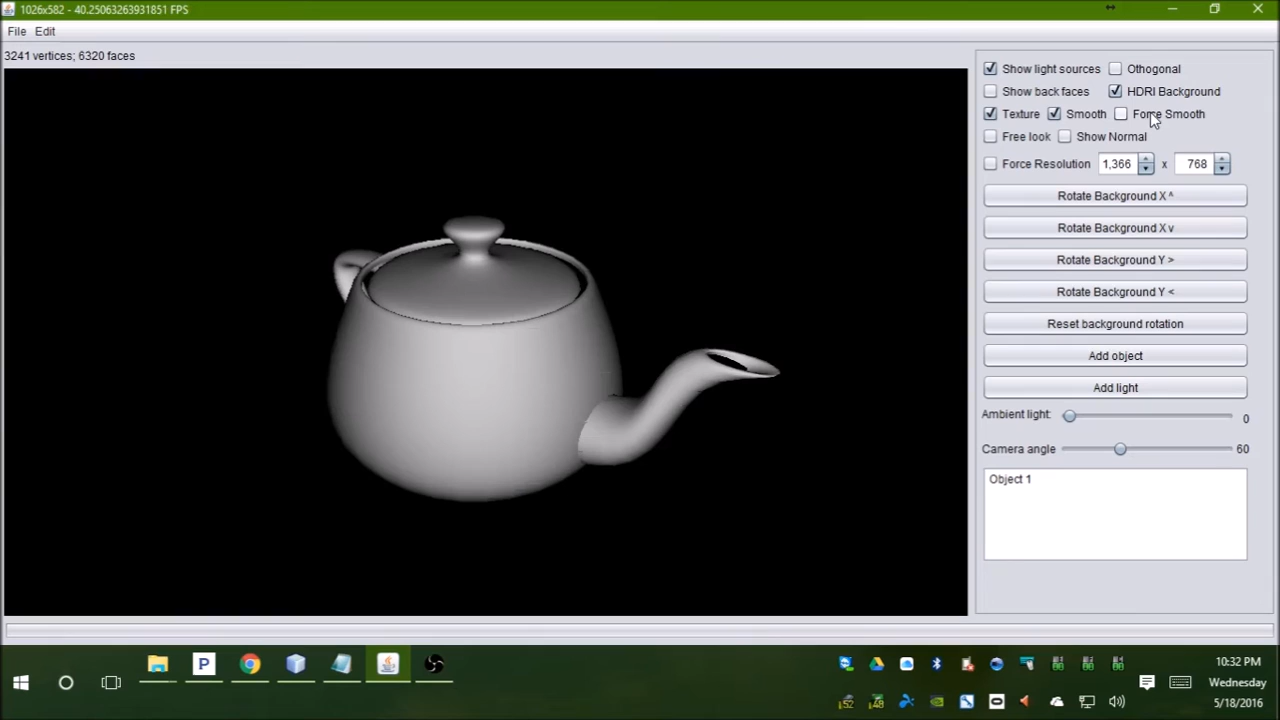 1026x582 - 40.25063263931851 FPS
File Edit
3241 vertices; 6320 faces
Show light sources Othogonal
Show back faces HDRI Background
Texture Smooth Force Smooth
Free look Show Normal
Force Resolution 1,366 x 768
Rotate Background X ^
Rotate Background X v
Rotate Background Y >
Rotate Background Y <
Reset background rotation
Add object
Add light
Ambient light: 0
Camera angle 60
Object 1
P
10:32 PM
Wednesday
52 48
5/18/2016